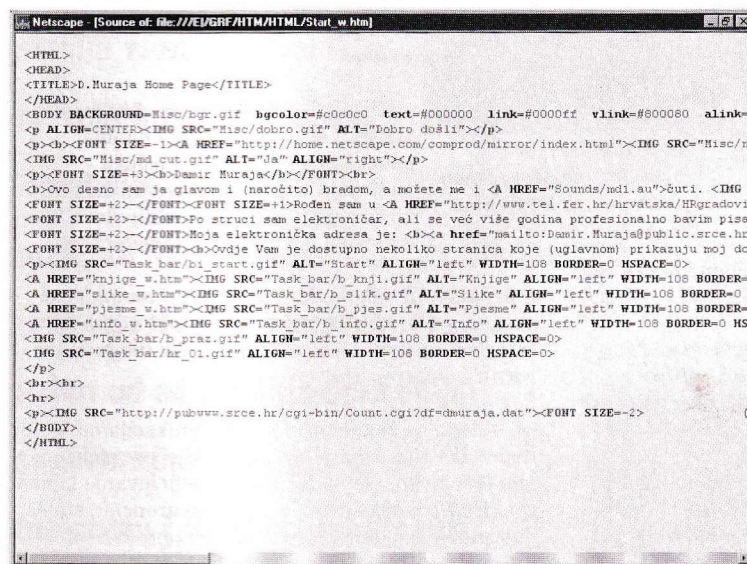 Netscape - [Source of: file:///E|/GRF/HTM/HTML/Start_w.htm]
<HTML>
<HEAD>
<TITLE>D.Muraja Home Page</TITLE>
</HEAD>
<BODY BACKGROUND=Misc/bgr.gif bgcolor=#c0c0c0 text=#000000 link=#0000ff vlink=#800080 alink=
<p ALIGN=CENTER><IMG SRC="Misc/dobro.gif" ALT="Dobro došli"></p>
<p><b><FONT SIZE=-1><A HREF="http://home.netscape.com/comprod/mirror/index.html"><IMG SRC="Misc/n
<IMG SRC="Misc/md_cut.gif" ALT="Ja" ALIGN="right"></p>
<p><FONT SIZE=+3><b>Damir Muraja</b></FONT><br>
<b>Ovo desno sam ja glavom i (naročito) bradom, a možete me i <A HREF="Sounds/md1.au">čuti. <IMG
<FONT SIZE=+2>-</FONT><FONT SIZE=+1>Rođen sam u <A HREF="http://www.tel.fer.hr/hrvatska/HRgradovi
<FONT SIZE=+2>-</FONT>Po struci sam elektroničar, ali se već više godina profesionalno bavim pisa
<FONT SIZE=+2>-</FONT>Moja elektronička adresa je: <b><a href="mailto:Damir.Muraja@public.srce.hr
<FONT SIZE=+2>-</FONT><b>Ovdje Vam je dostupno nekoliko stranica koje (uglavnom) prikazuju moj do
<p><IMG SRC="Task_bar/bi_start.gif" ALT="Start" ALIGN="left" WIDTH=108 BORDER=0 HSPACE=0>
<A HREF="knjige_w.htm"><IMG SRC="Task_bar/b_knji.gif" ALT="Knjige" ALIGN="left" WIDTH=108 BORDER=
<A HREF="slike_w.htm"><IMG SRC="Task_bar/b_slik.gif" ALT="Slike" ALIGN="left" WIDTH=108 BORDER=0
<A HREF="pjesme_w.htm"><IMG SRC="Task_bar/b_pjes.gif" ALT="Pjesme" ALIGN="left" WIDTH=108 BORDER=
<A HREF="info_w.htm"><IMG SRC="Task_bar/b_info.gif" ALT="Info" ALIGN="left" WIDTH=108 BORDER=0 HS
<IMG SRC="Task_bar/b_praz.gif" ALIGN="left" WIDTH=108 BORDER=0 HSPACE=0>
<IMG SRC="Task_bar/hr_01.gif" ALIGN="left" WIDTH=108 BORDER=0 HSPACE=0>
</p>
<br><br>
<hr>
<p><IMG SRC="http://pubwww.srce.hr/cgi-bin/Count.cgi?df=dmuraja.dat"><FONT SIZE=-2> (
</BODY>
</HTML>